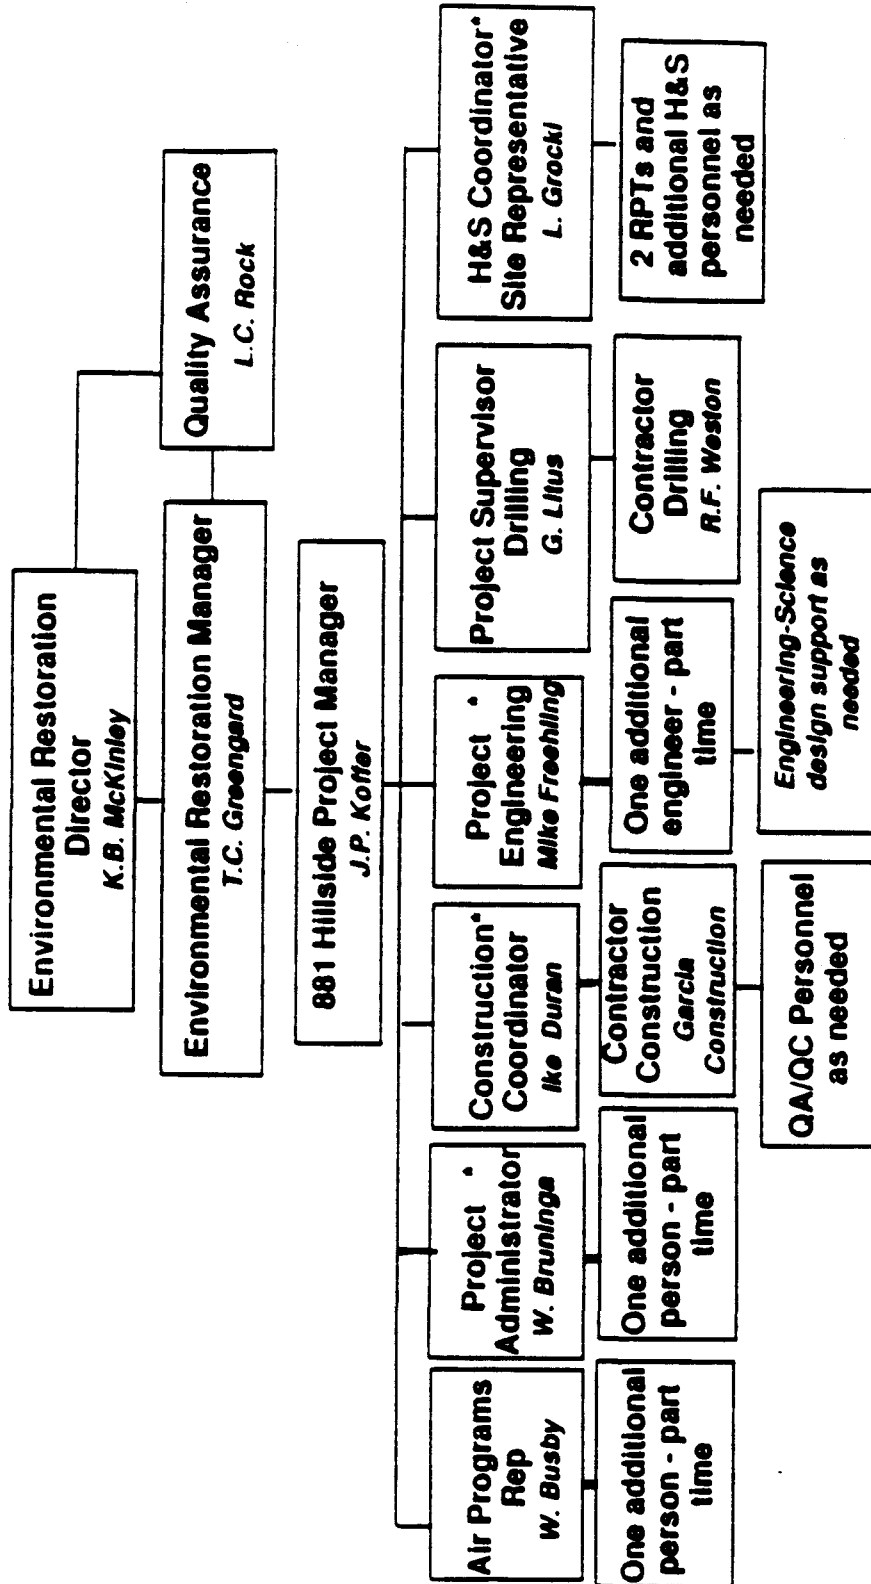 Environmental Restoration
Director
K.B. McKinley
Quality Assurance
L.C. Rock
Environmental Restoration Manager
T.C. Greengard
881 Hillside Project Manager
J.P. Koffer
Air Programs
Rep
W. Busby
One additional
person - part
time
Project *
Administrator
W. Bruninga
One additional
person - part
time
Construction*
Coordinator
Ike Duran
Contractor
Construction
Garcia
Construction
QA/QC Personnel
as needed
Project *
Engineering
Mike Froehling
One additional
engineer - part
time
Engineering-Science
design support as
needed
Project Supervisor
Drilling
G. Litus
Contractor
Drilling
R.F. Weston
H&S Coordinator*
Site Representative
L. Grocki
2 RPTs and
additional H&S
personnel as
needed